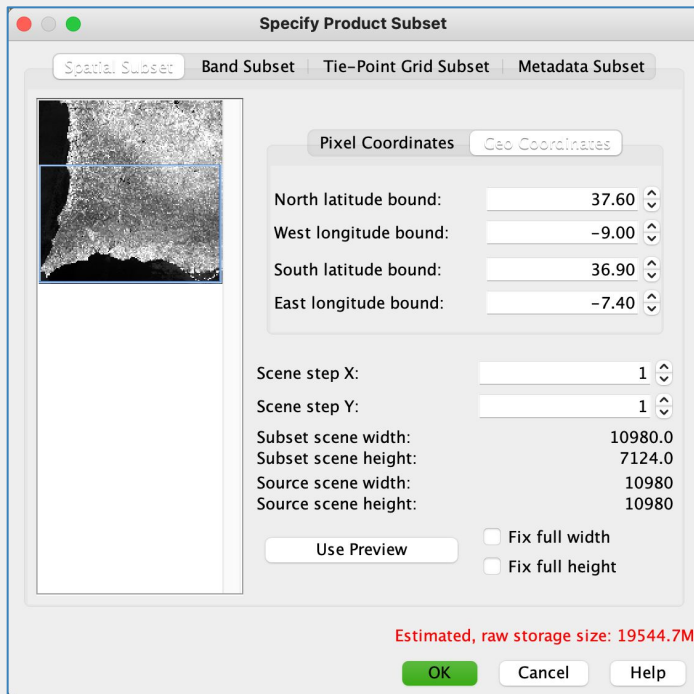 Specify Product Subset
Spatial Subset Band Subset Tie-Point Grid Subset Metadata Subset
Pixel Coordinates Geo Coordinates
North latitude bound: 37.60
West longitude bound: -9.00
South latitude bound: 36.90
East longitude bound: -7.40
Scene step X: 1
Scene step Y: 1
Subset scene width: 10980.0
Subset scene height: 7124.0
Source scene width: 10980
Source scene height: 10980
Use Preview
Fix full width
Fix full height
Estimated, raw storage size: 19544.7M
OK Cancel Help